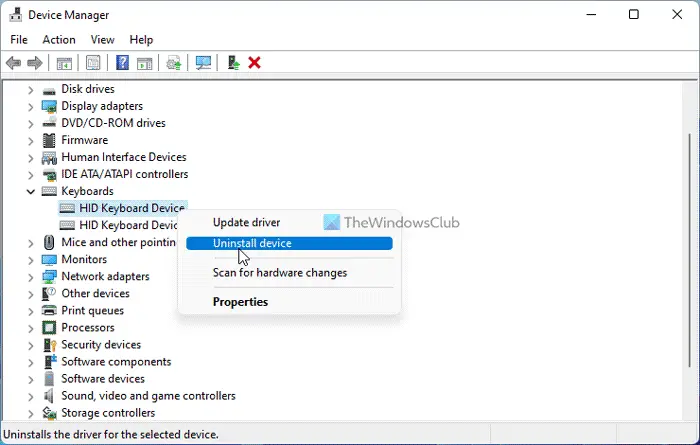 Device Manager
File Action View Help
Disk drives
Display adapters
DVD/CD-ROM drives
Firmware
Human Interface Devices
IDE ATA/ATAPI controllers
Keyboards
HID Keyboard Device
HID Keyboard Devic
Mice and other pointin
Monitors
Network adapters
Other devices
Print queues
Processors
Security devices
Software components
Software devices
Sound, video and game controllers
Storage controllers
Update driver
TheWindowsClub
Uninstall device
Scan for hardware changes
Properties
Uninstalls the driver for the selected device.